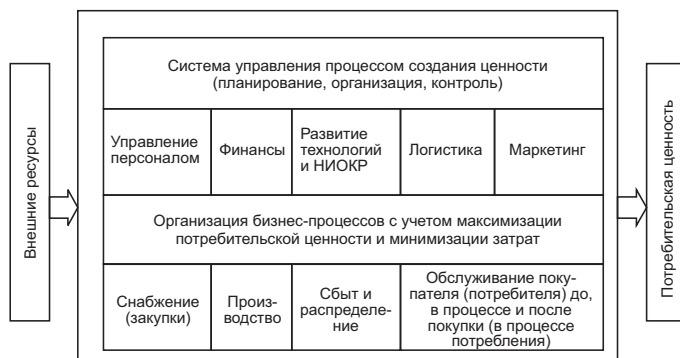 Внешние ресурсы
Система управления процессом создания ценности
(планирование, организация, контроль)
Управление
персоналом
Финансы
Развитие
технологий
и НИОКР
Логистика
Маркетинг
Организация бизнес-процессов с учетом максимизации
потребительской ценности и минимизации затрат
Снабжение
(закупки)
Произ-
водство
Сбыт и
распределе-
ние
Обслуживание поку-
пателя (потребителя) до,
в процессе и после
покупки (в процессе
потребления)
Потребительская ценность